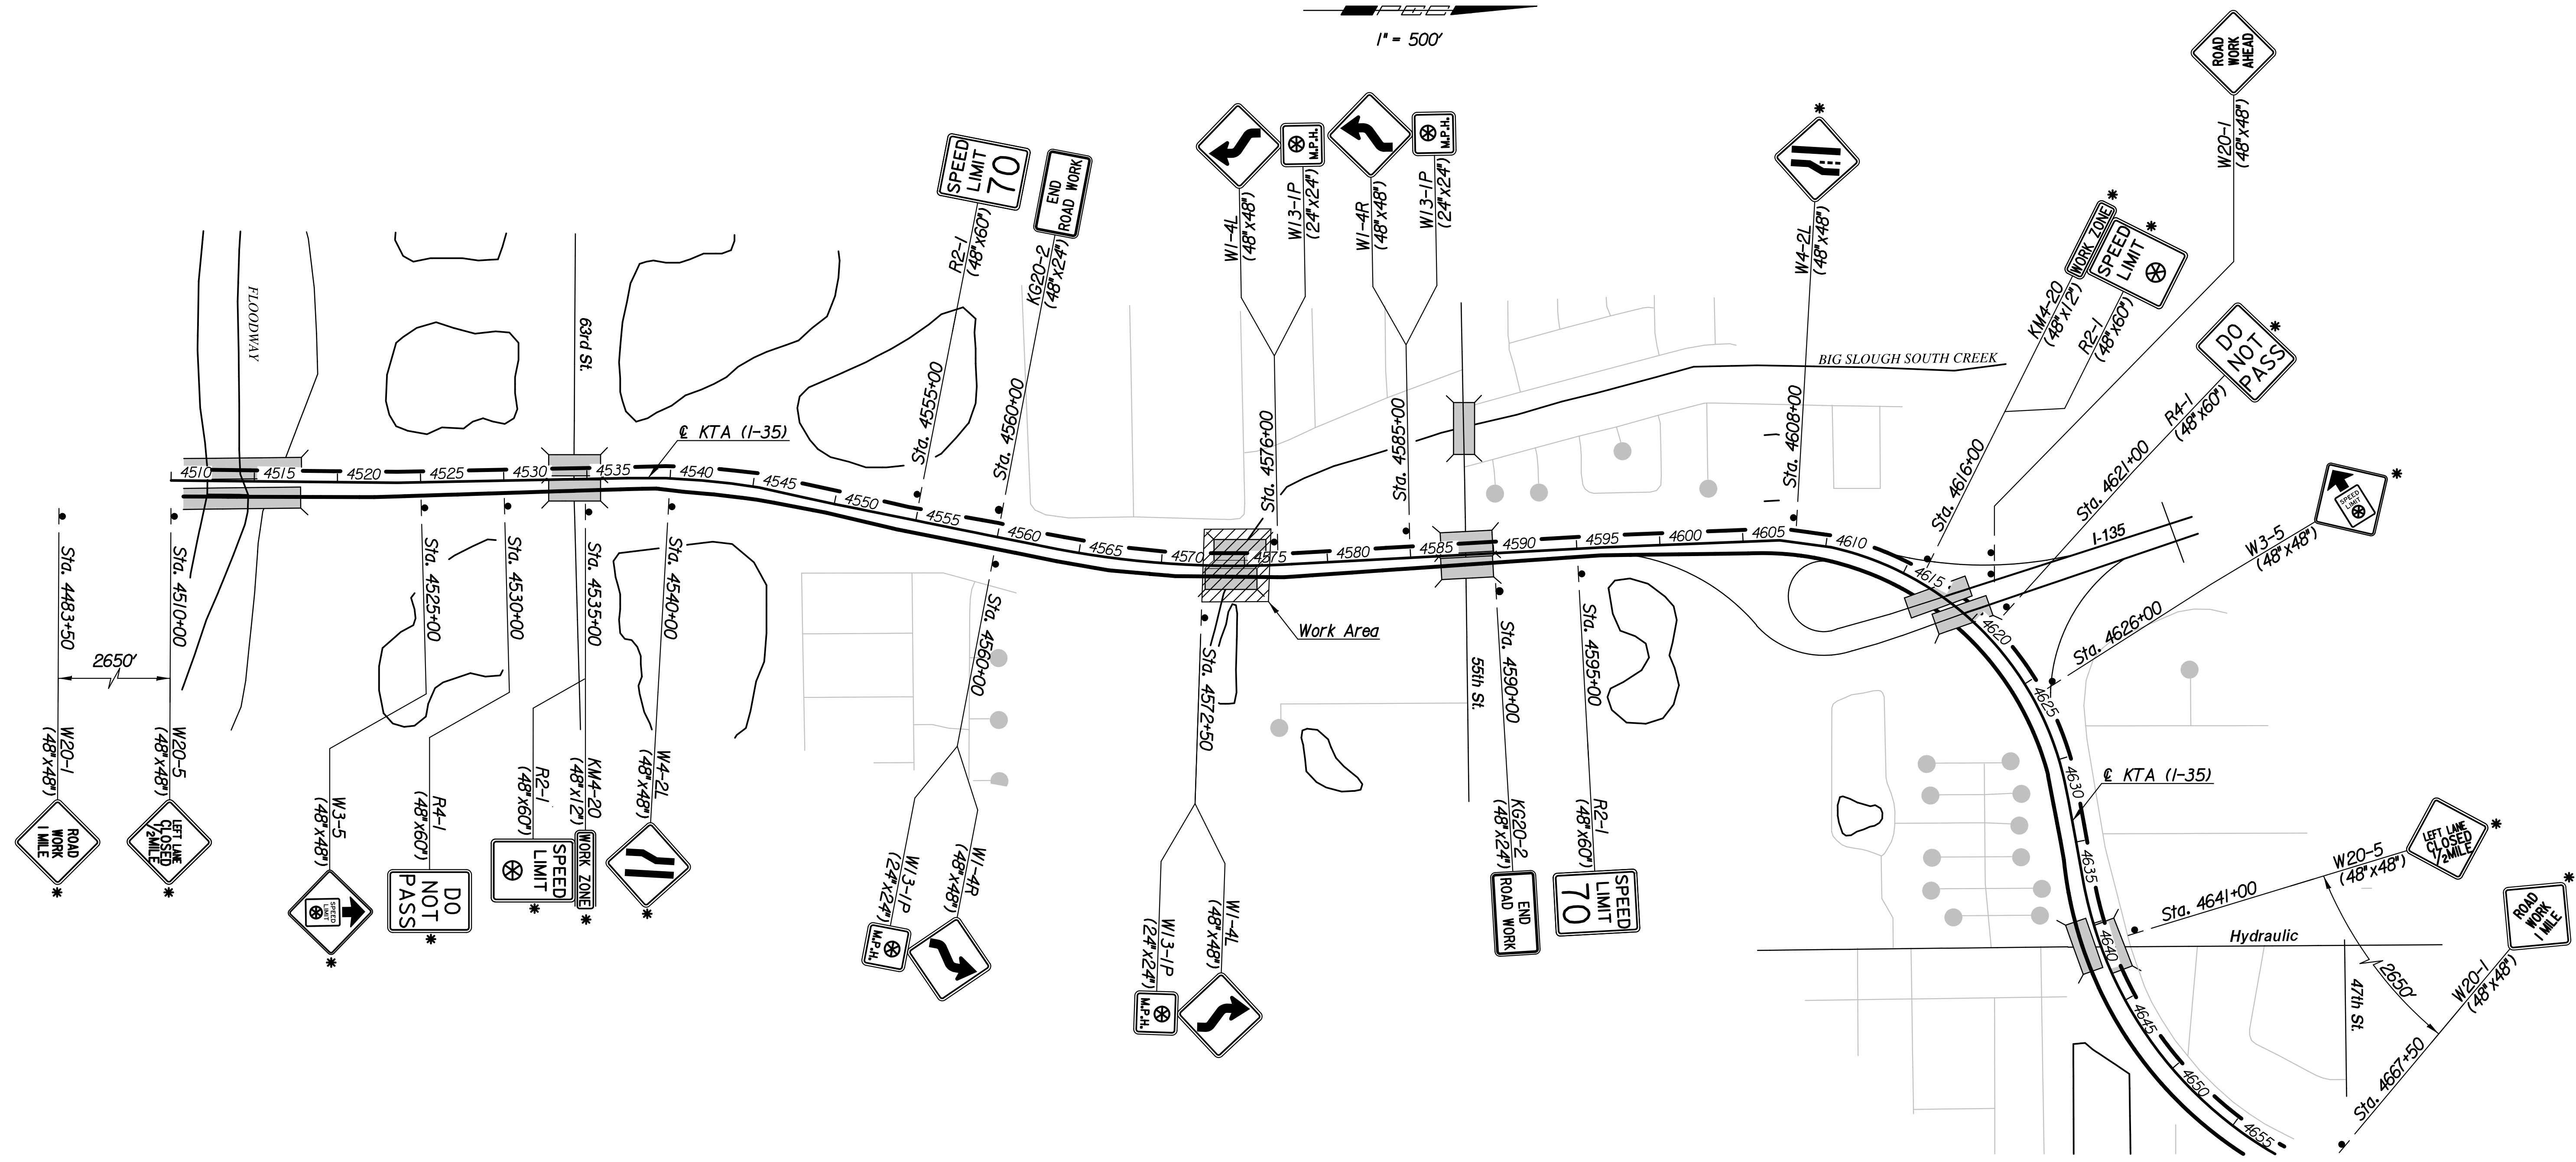 1" = 500'
ROAD
WORK
AHEAD
W20-1
(48"x48")
SPEED
LIMIT
70
R2-1
(48"x60")
Sta. 4555+00
END
ROAD WORK
KG20-2
(48"x24")
Sta. 4560+00
W1-4L
(48"x48")
M.P.H.
W13-1P
(24"x24")
Sta. 4576+00
W1-4R
(48"x48")
M.P.H.
W13-1P
(24"x24")
Sta. 4585+00
*
W4-2L
(48"x48")
Sta. 4608+00
*
WORK ZONE
KM4-20
(48"x12")
*
SPEED
LIMIT
R2-1
(48"x60")
Sta. 4616+00
*
DO
NOT
PASS
R4-1
(48"x60")
Sta. 4621+00
*
SPEED
LIMIT
W3-5
(48"x48")
Sta. 4626+00
I-135
FLOODWAY
63rd St.
℄ KTA (I-35)
BIG SLOUGH SOUTH CREEK
4510
4515
4520
4525
4530
4535
4540
4545
4550
4555
4560
4565
4570
4575
4580
4585
4590
4595
4600
4605
4610
4615
4620
4625
4630
4635
4640
4645
4650
4655
Work Area
55th St.
℄ KTA (I-35)
Hydraulic
47th St.
2650'
Sta. 4483+50
W20-1
(48"x48")
ROAD
WORK
1 MILE
*
Sta. 4510+00
W20-5
(48"x48")
LEFT LANE
CLOSED
1/2 MILE
*
Sta. 4525+00
W3-5
(48"x48")
SPEED
LIMIT
*
Sta. 4530+00
R4-1
(48"x60")
DO
NOT
PASS
*
Sta. 4535+00
R2-1
(48"x60")
SPEED
LIMIT
*
KM4-20
(48"x12")
WORK ZONE
*
Sta. 4540+00
W4-2L
(48"x48")
*
Sta. 4560+00
W13-1P
(24"x24")
M.P.H.
W1-4R
(48"x48")
Sta. 4572+50
W13-1P
(24"x24")
M.P.H.
W1-4L
(48"x48")
Sta. 4590+00
KG20-2
(48"x24")
END
ROAD WORK
Sta. 4595+00
R2-1
(48"x60")
SPEED
LIMIT
70
*
LEFT LANE
CLOSED
1/2 MILE
W20-5
(48"x48")
Sta. 4641+00
*
ROAD
WORK
1 MILE
W20-1
(48"x48")
Sta. 4667+50
2650'